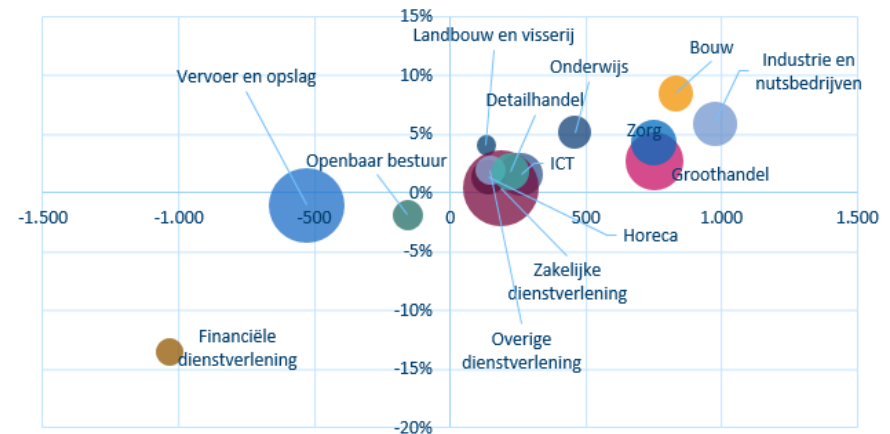 15%
Landbouw en visserij
Bouw
Industrie en
nutsbedrijven
Onderwijs
Vervoer en opslag
10%
Detailhandel
5%
Zorg
Openbaar bestuur
ICT
Groothandel
0%
-1.500
-1.000
-500
0
500
1.000
1.500
Horeca
-5%
Zakelijke
dienstverlening
-10%
Financiële
dienstverlening
Overige
dienstverlening
-15%
-20%